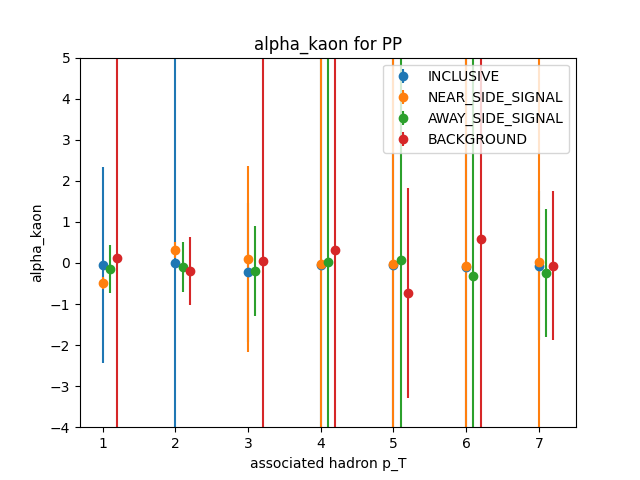 alpha_kaon for PP
alpha_kaon
5
4
3
2
1
0
−1
−2
−3
−4
1 2 3 4 5 6 7
associated hadron p_T
INCLUSIVE
NEAR_SIDE_SIGNAL
AWAY_SIDE_SIGNAL
BACKGROUND